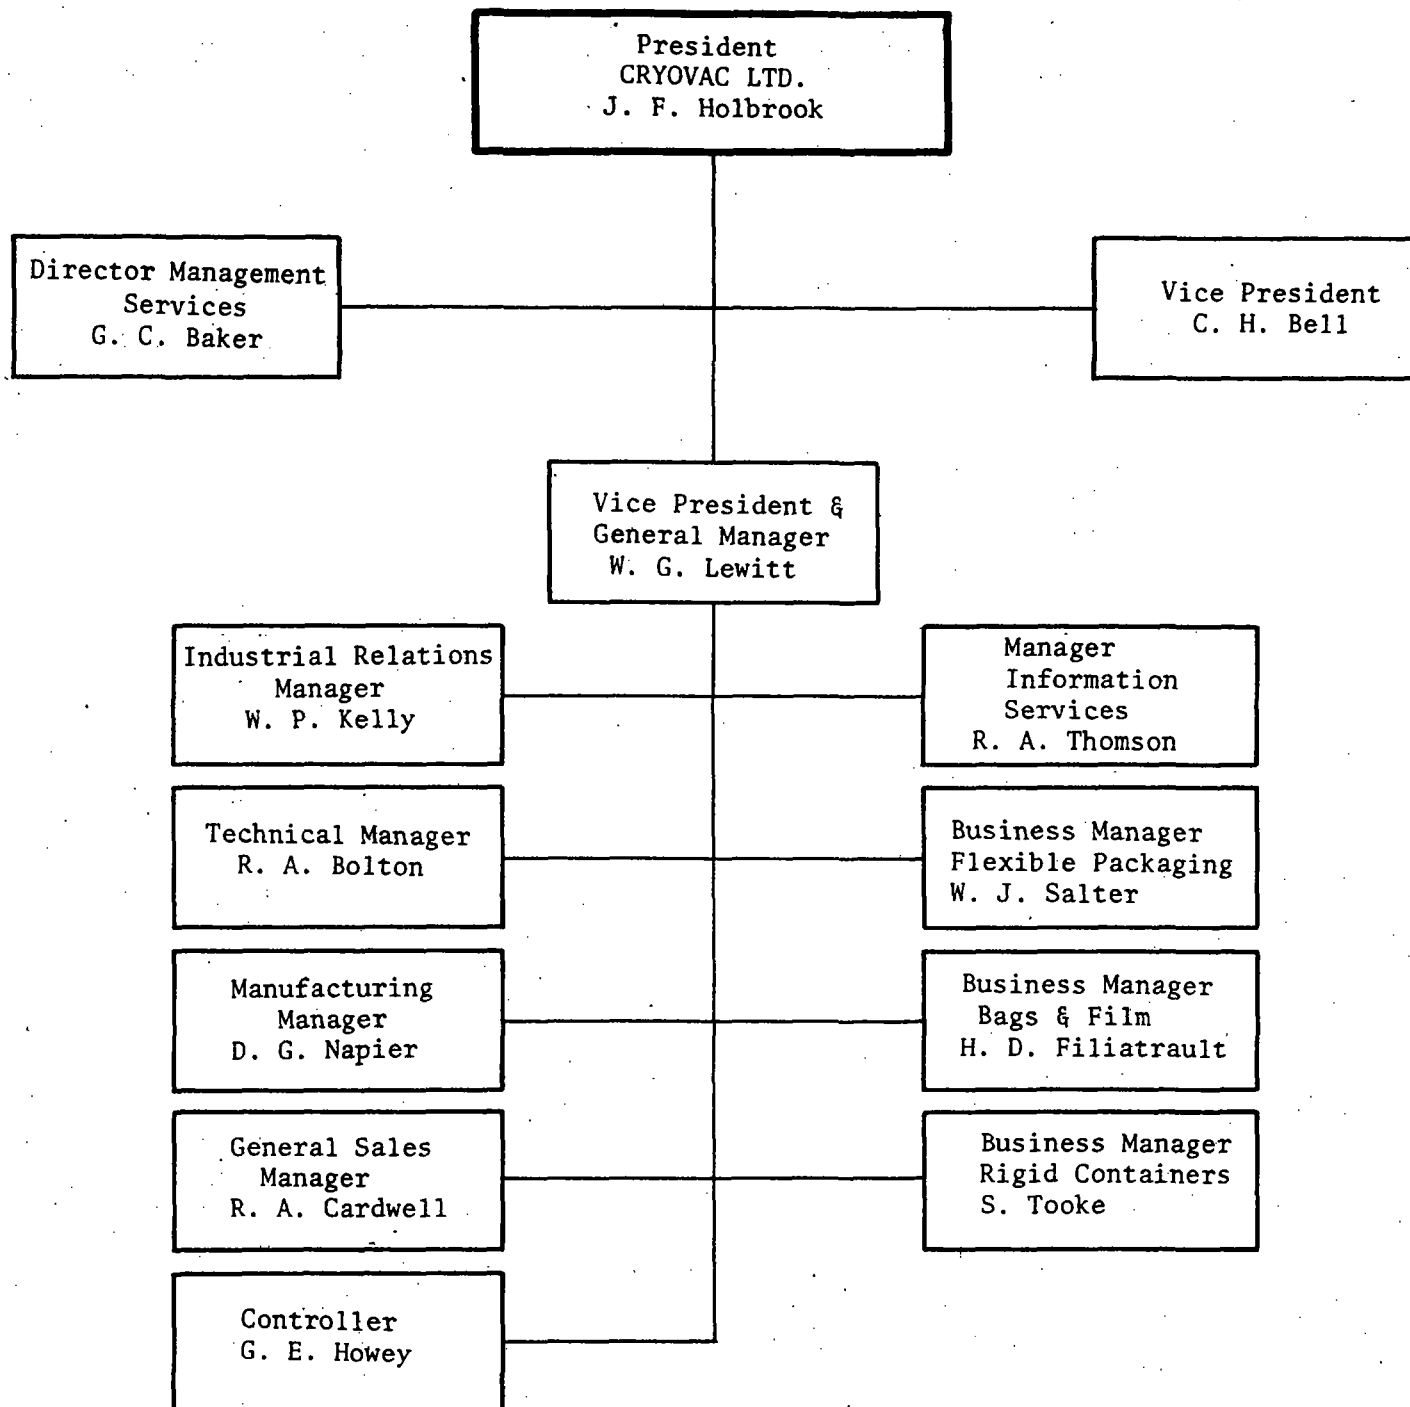 President
CRYOVAC LTD.
J. F. Holbrook
Director Management
Services
G. C. Baker
Vice President
C. H. Bell
Vice President &
General Manager
W. G. Lewitt
Industrial Relations
Manager
W. P. Kelly
Manager
Information
Services
R. A. Thomson
Technical Manager
R. A. Bolton
Business Manager
Flexible Packaging
W. J. Salter
Manufacturing
Manager
D. G. Napier
Business Manager
Bags & Film
H. D. Filiatrault
General Sales
Manager
R. A. Cardwell
Business Manager
Rigid Containers
S. Tooke
Controller
G. E. Howey